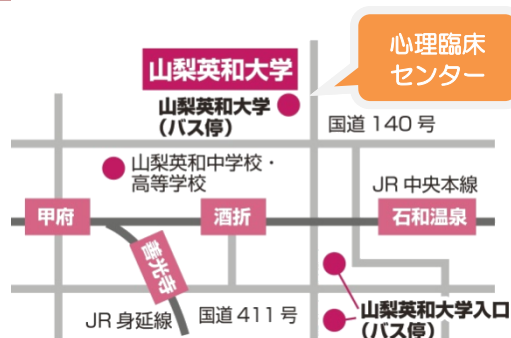 心理臨床
センター
山梨英和大学
山梨英和大学
（バス停）
国道 140 号
山梨英和中学校・
高等学校
JR 中央本線
甲府
酒折
石和温泉
善光寺
JR 身延線
国道 411 号
山梨英和大学入口
（バス停）